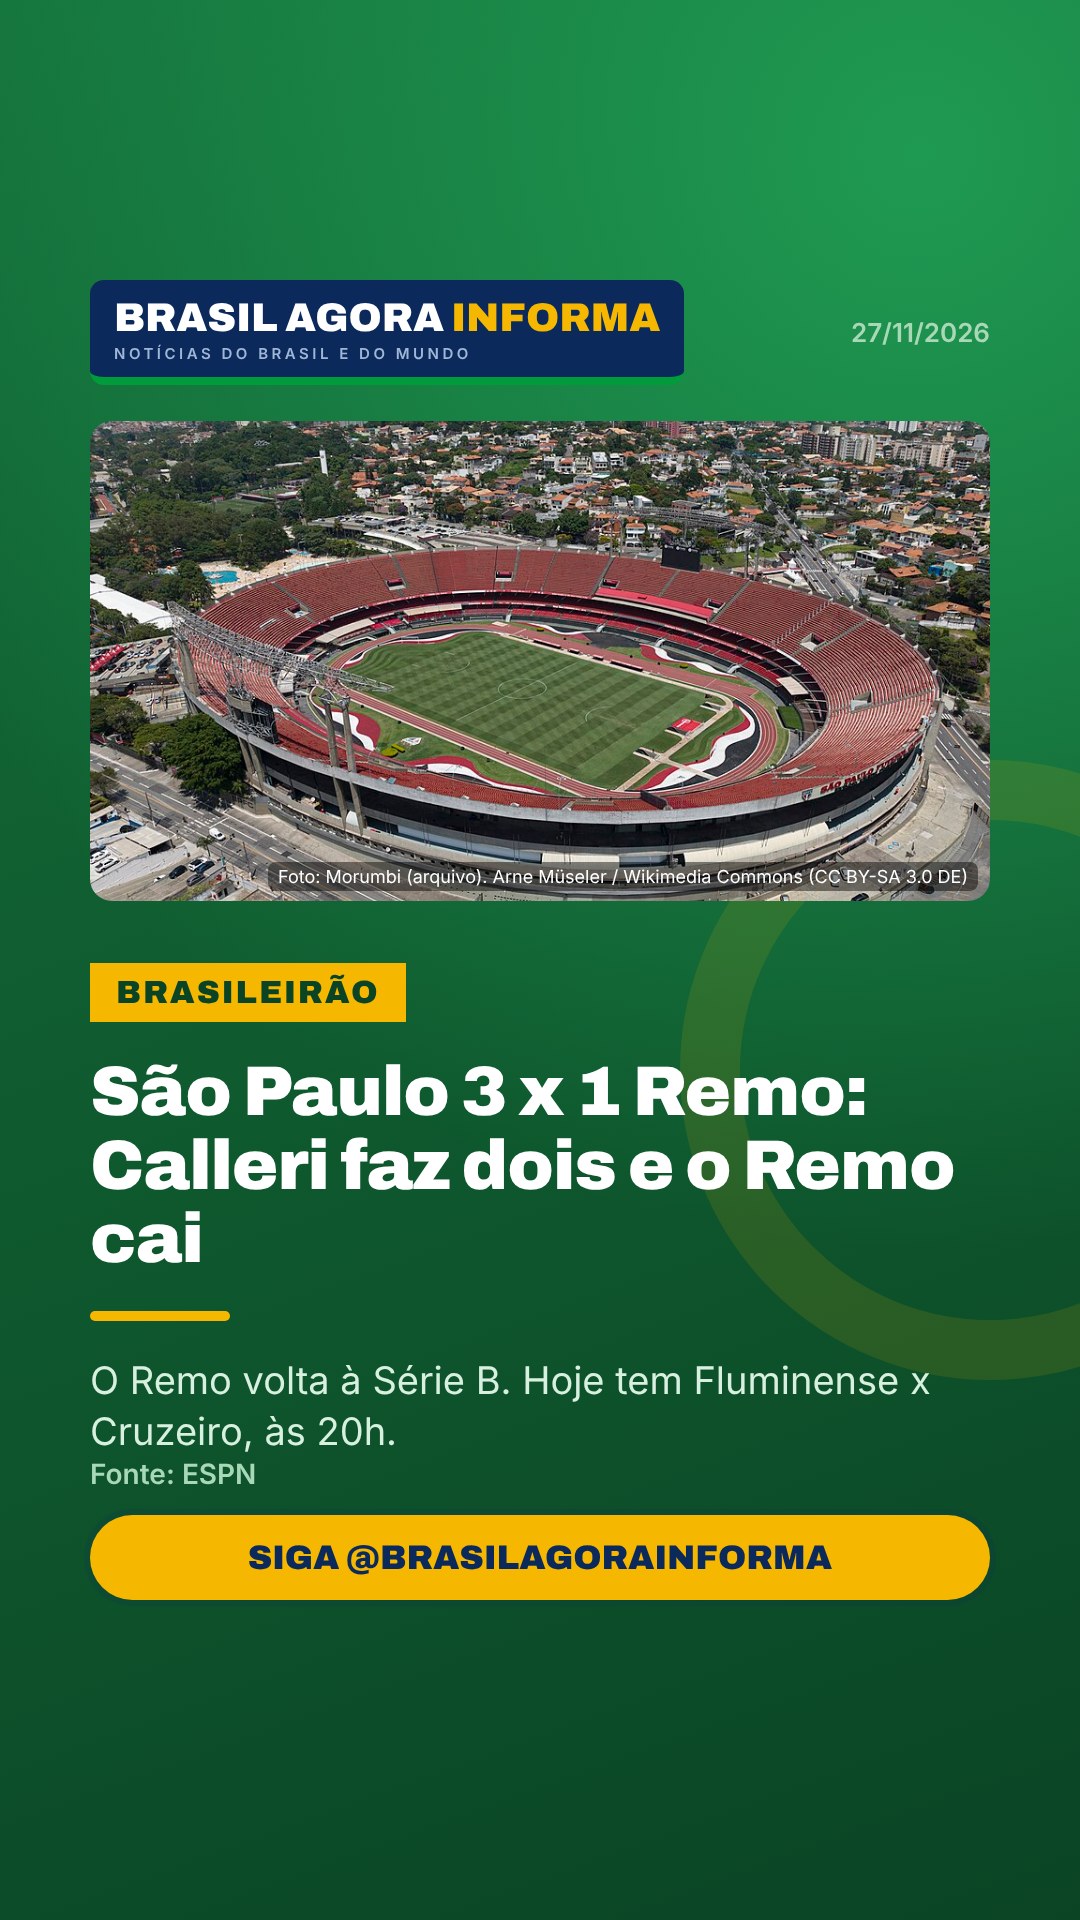 BRASIL AGORA INFORMA
NOTÍCIAS DO BRASIL E DO MUNDO
27/11/2026
SÃO PAULO
Foto: Morumbi (arquivo). Arne Müseler / Wikimedia Commons (CC BY-SA 3.0 DE)
BRASILEIRÃO
São Paulo 3 x 1 Remo:
Calleri faz dois e o Remo
cai
O Remo volta à Série B. Hoje tem Fluminense x
Cruzeiro, às 20h.
Fonte: ESPN
SIGA @BRASILAGORAINFORMA